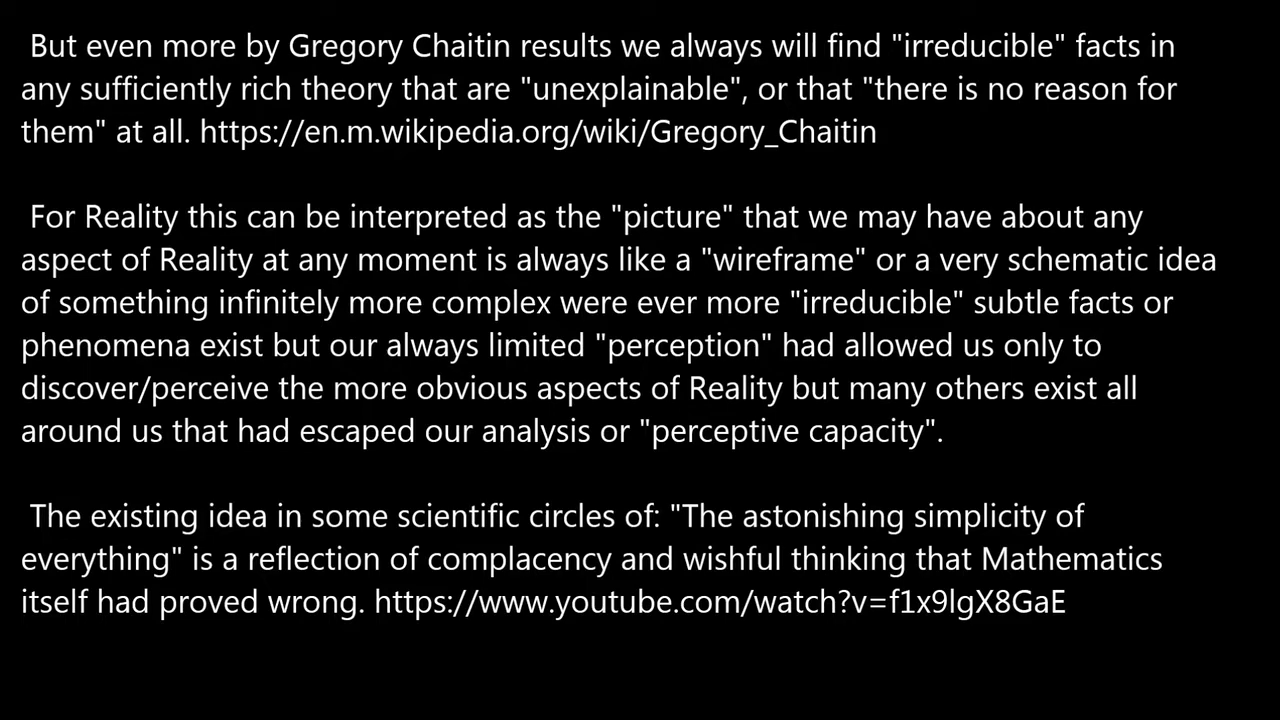 But even more by Gregory Chaitin results we always will find "irreducible" facts in
any sufficiently rich theory that are "unexplainable", or that "there is no reason for
them" at all. https://en.m.wikipedia.org/wiki/Gregory_Chaitin
For Reality this can be interpreted as the "picture" that we may have about any
aspect of Reality at any moment is always like a "wireframe" or a very schematic idea
of something infinitely more complex were ever more "irreducible" subtle facts or
phenomena exist but our always limited "perception" had allowed us only to
discover/perceive the more obvious aspects of Reality but many others exist all
around us that had escaped our analysis or "perceptive capacity".
The existing idea in some scientific circles of: "The astonishing simplicity of
everything" is a reflection of complacency and wishful thinking that Mathematics
itself had proved wrong. https://www.youtube.com/watch?v=f1x9lgX8GaE